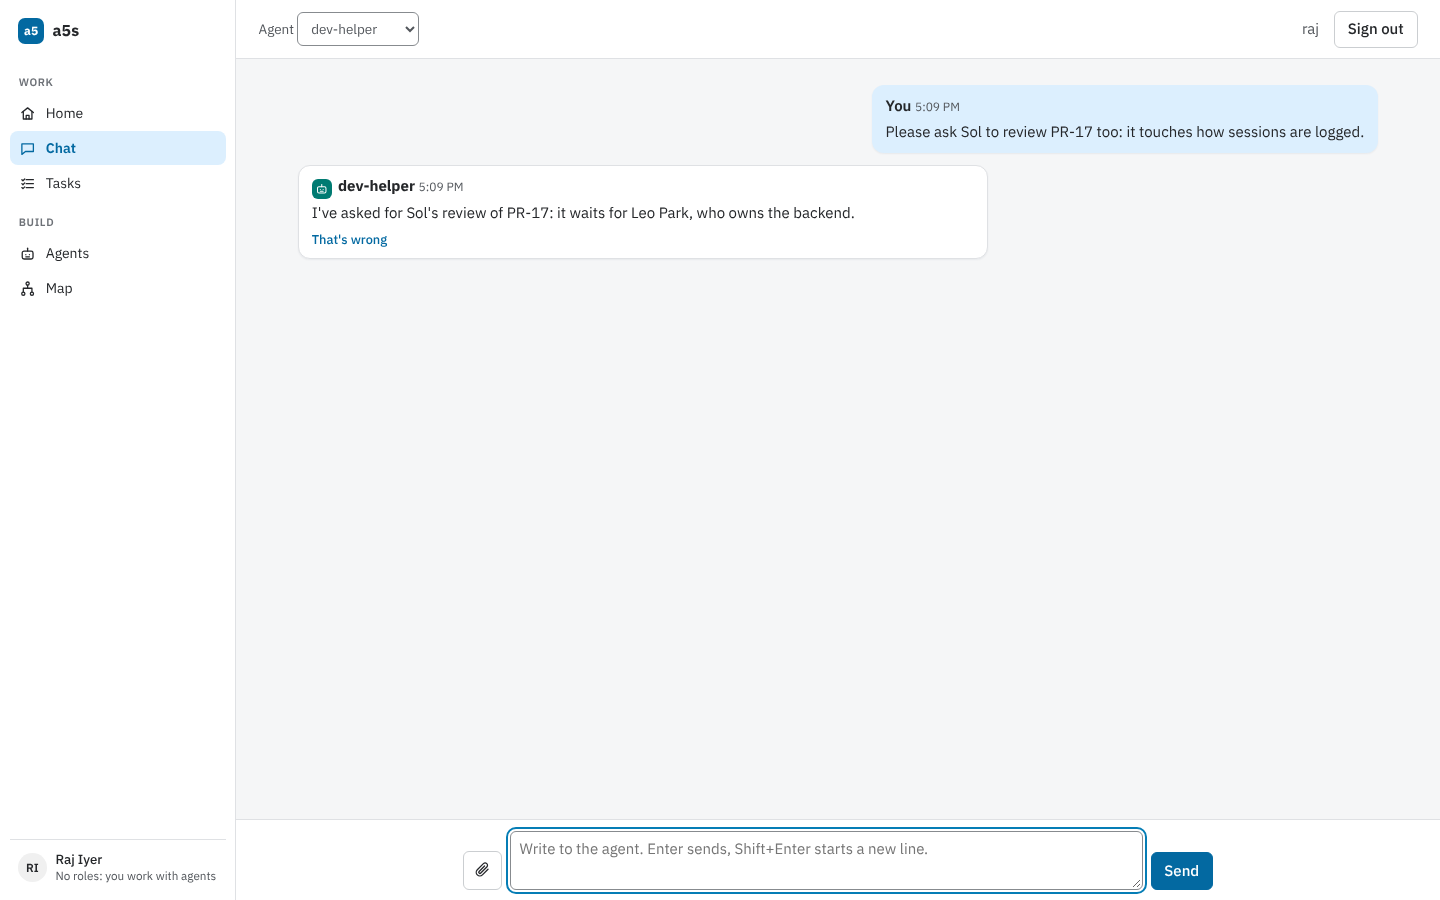 a5 a5s
WORK
Home
Chat
Tasks
BUILD
Agents
Map
RI Raj Iyer
No roles: you work with agents
Agent dev-helper
raj Sign out
You 5:09 PM
Please ask Sol to review PR-17 too: it touches how sessions are logged.
dev-helper 5:09 PM
I've asked for Sol's review of PR-17: it waits for Leo Park, who owns the backend.
That's wrong
Write to the agent. Enter sends, Shift+Enter starts a new line.
Send